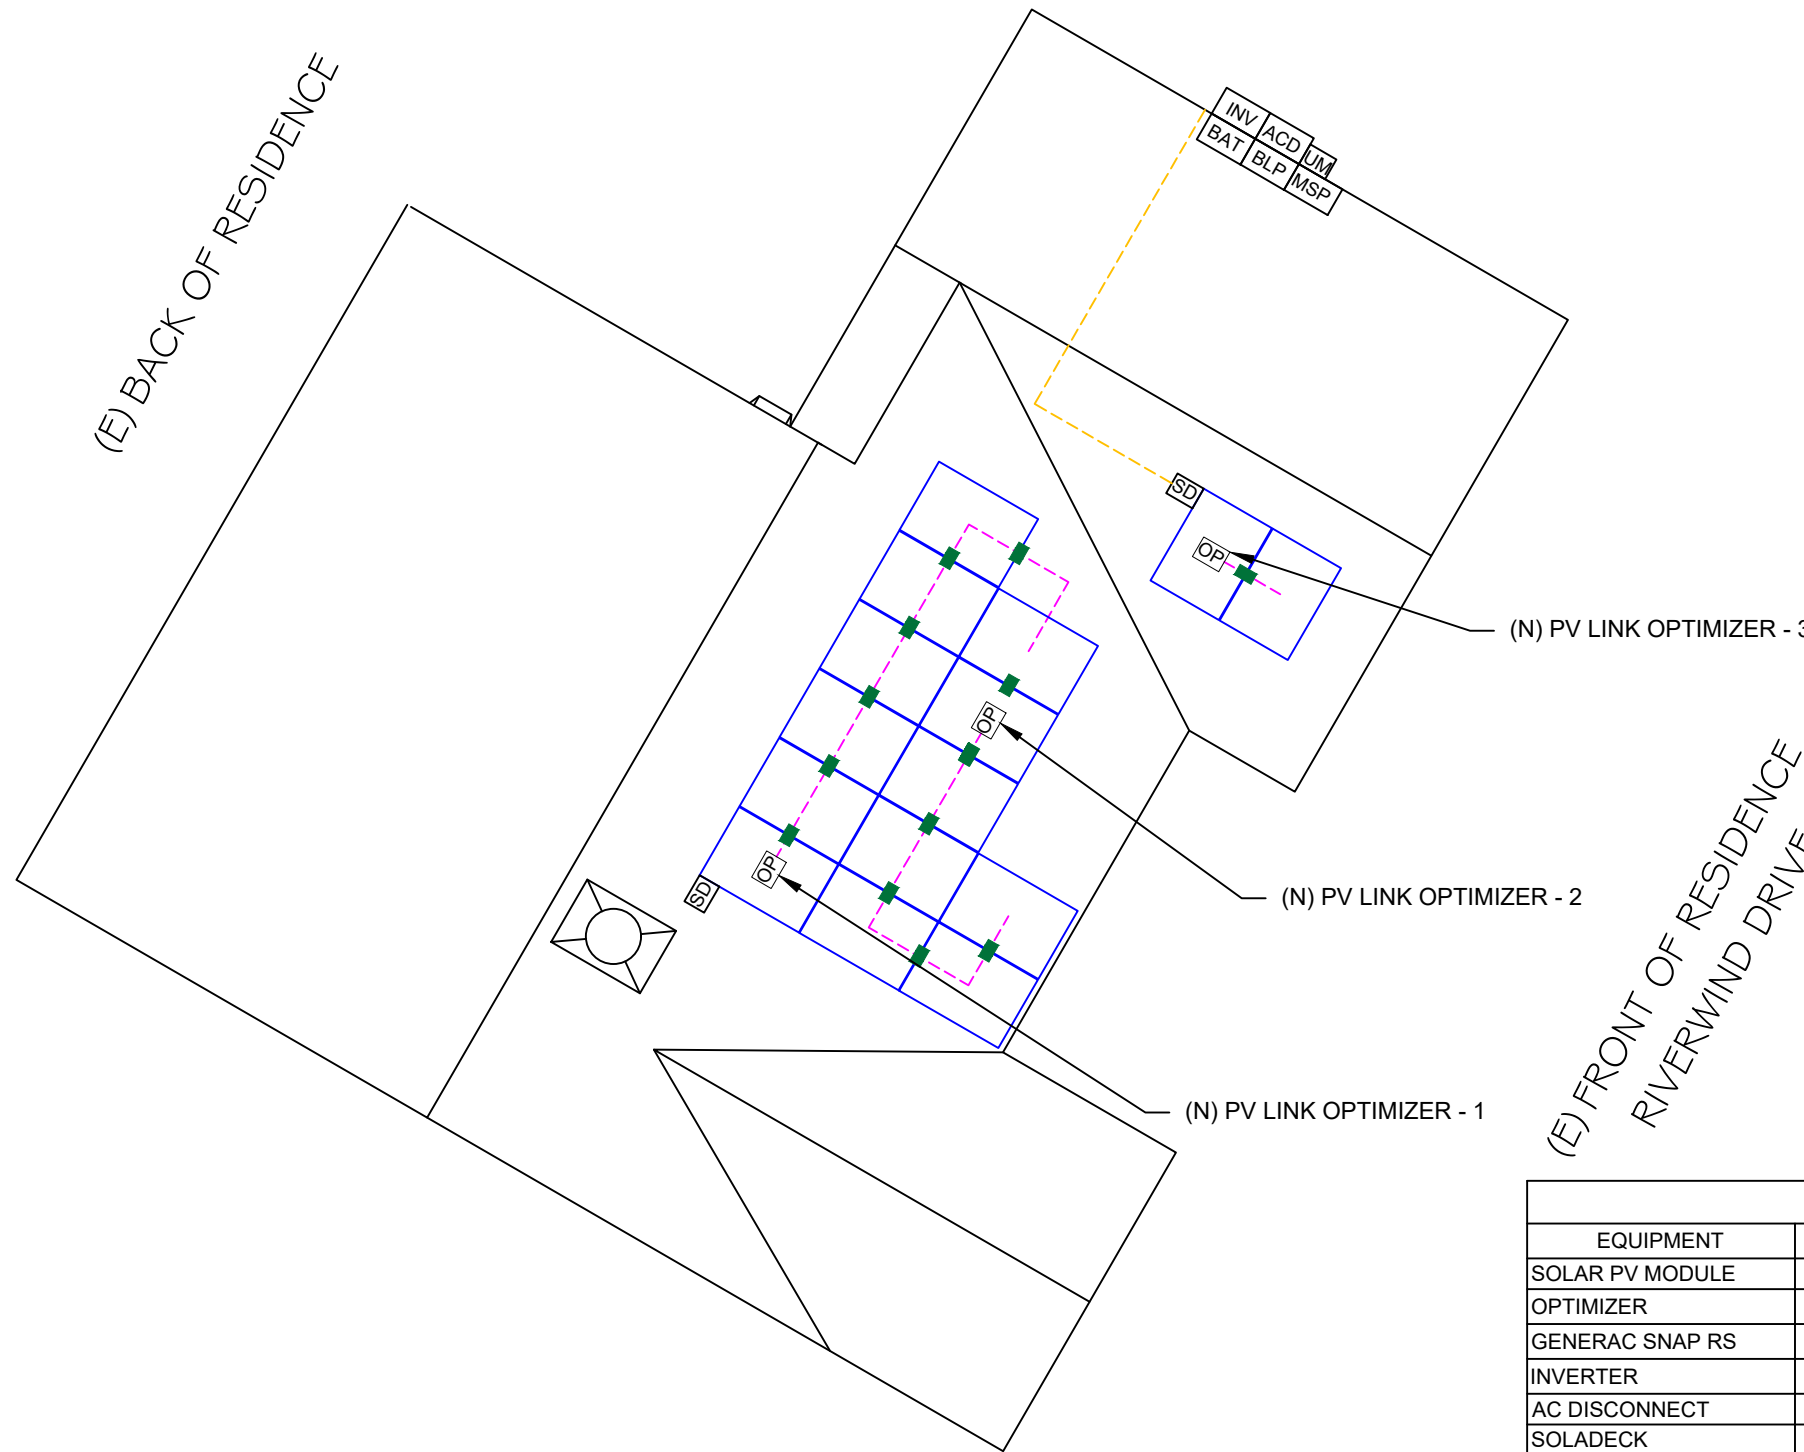 (E) BACK OF RESIDENCE
INV
ACD
UM
BAT
BLP
MSP
SD
OP
(N) PV LINK OPTIMIZER - 3
OP
(N) PV LINK OPTIMIZER - 2
OP
SD
(N) PV LINK OPTIMIZER - 1
(E) FRONT OF RESIDENCE
RIVERWIND DRIVE
EQUIPMENT
SOLAR PV MODULE
OPTIMIZER
GENERAC SNAP RS
INVERTER
AC DISCONNECT
SOLADECK